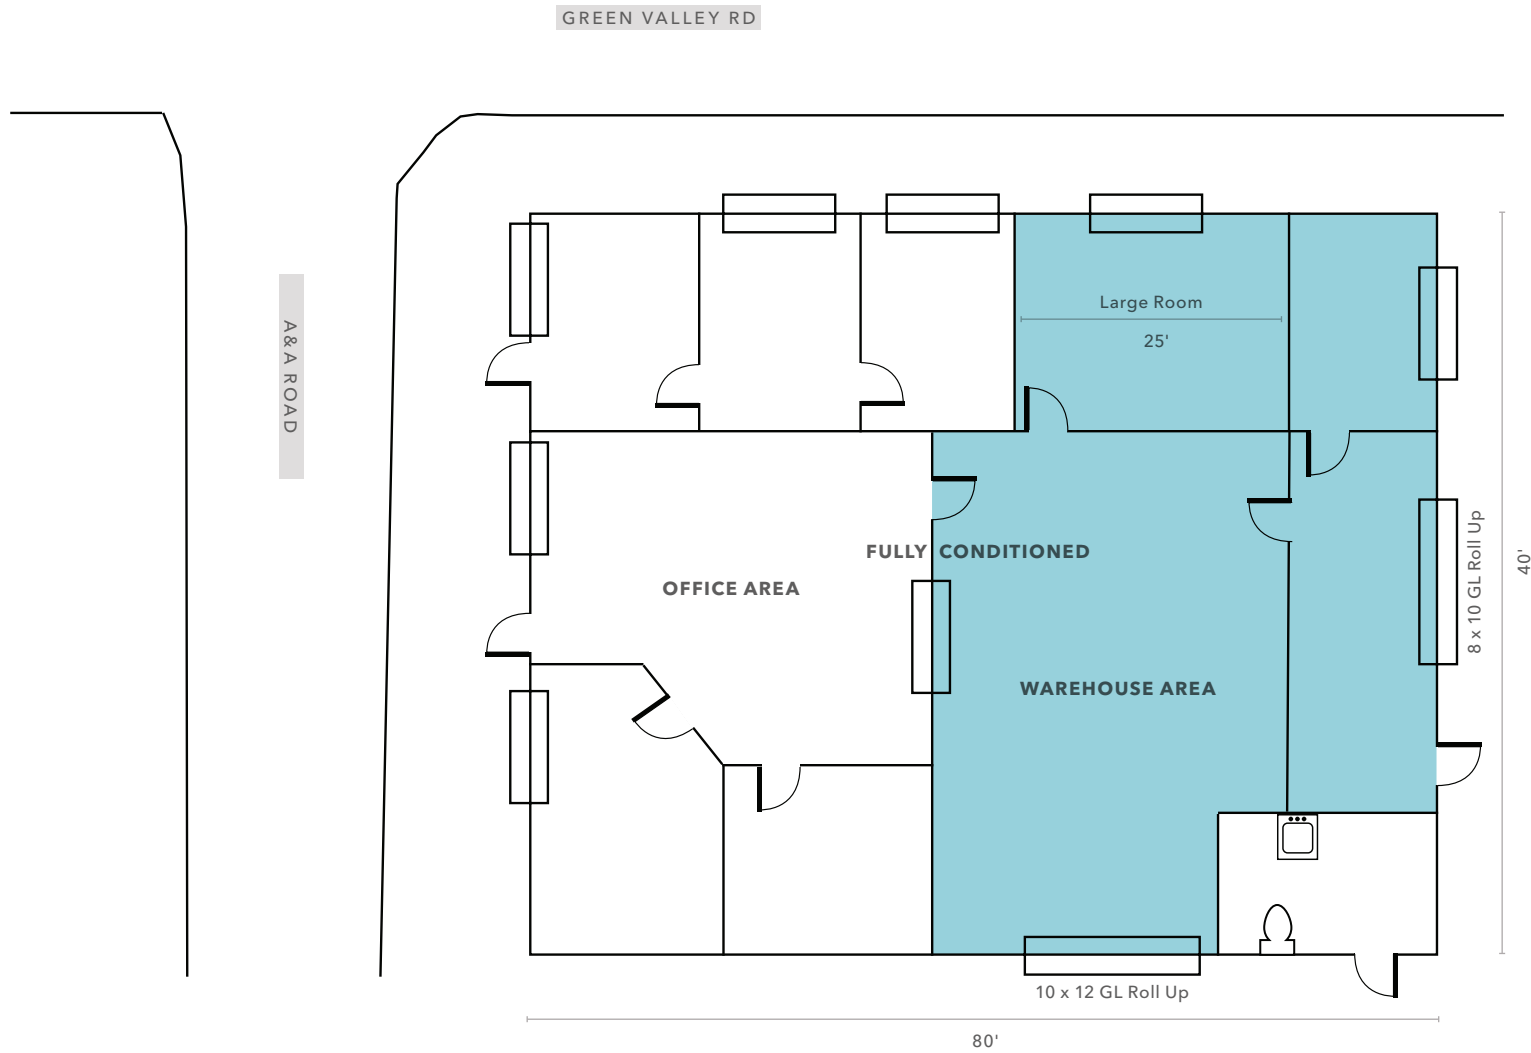 GREEN VALLEY RD
A&A ROAD
Large Room
25'
FULLY CONDITIONED
OFFICE AREA
WAREHOUSE AREA
8 x 10 GL Roll Up
40'
10 x 12 GL Roll Up
80'